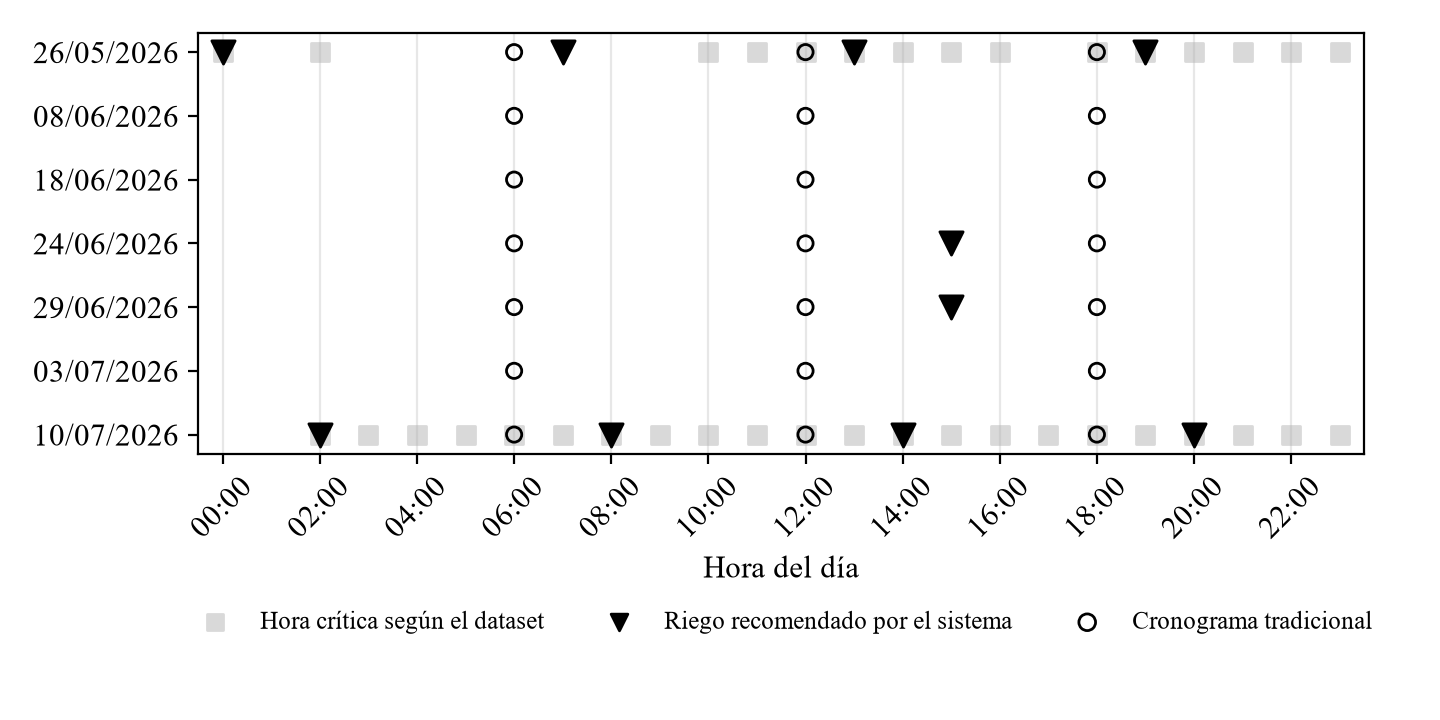 26/05/2026
08/06/2026
18/06/2026
24/06/2026
29/06/2026
03/07/2026
10/07/2026
00:00 02:00 04:00 06:00 08:00 10:00 12:00 14:00 16:00 18:00 20:00 22:00
Hora del día
Hora crítica según el dataset Riego recomendado por el sistema Cronograma tradicional